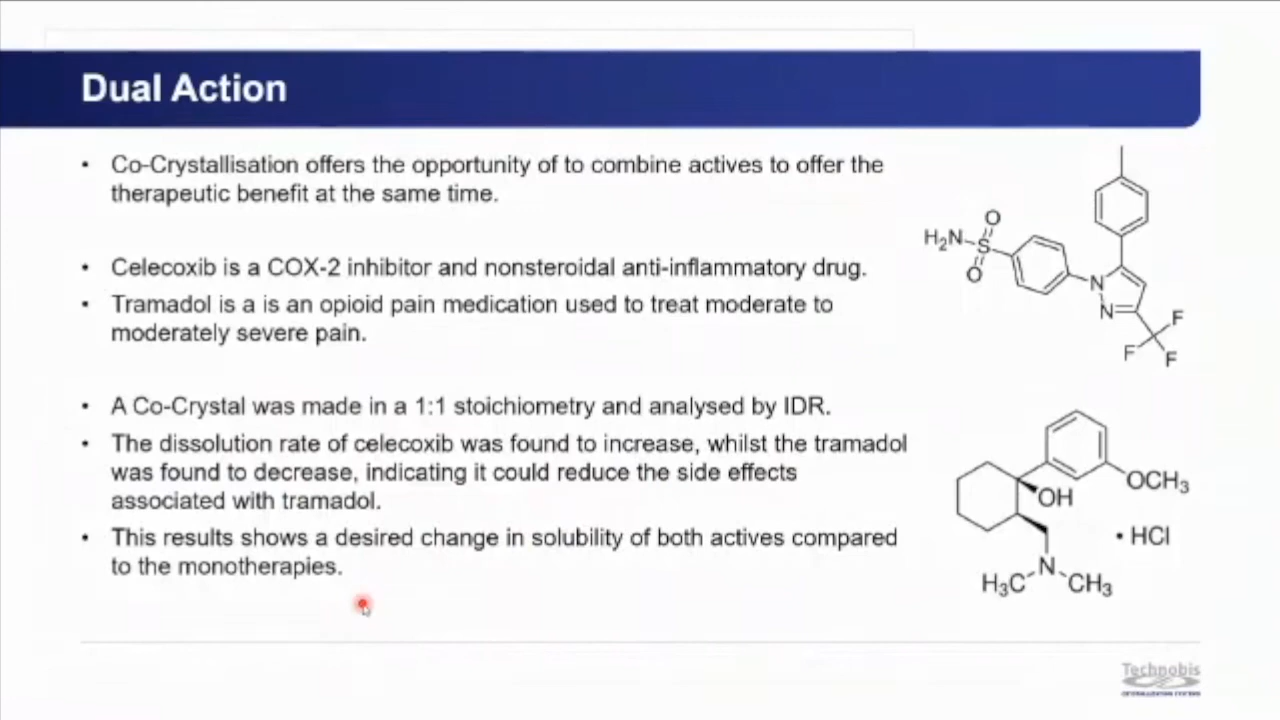 Dual Action
• Co-Crystallisation offers the opportunity of to combine actives to offer the
therapeutic benefit at the same time.
• Celecoxib is a COX-2 inhibitor and nonsteroidal anti-inflammatory drug.
• Tramadol is a is an opioid pain medication used to treat moderate to
moderately severe pain.
• A Co-Crystal was made in a 1:1 stoichiometry and analysed by IDR.
• The dissolution rate of celecoxib was found to increase, whilst the tramadol
was found to decrease, indicating it could reduce the side effects
associated with tramadol.
• This results shows a desired change in solubility of both actives compared
to the monotherapies.
O
H₂N S
O
N
N
F
F F
OH
OCH₃
• HCl
N
H₃C CH₃
Technobis
CRYSTALLIZATION SYSTEMS